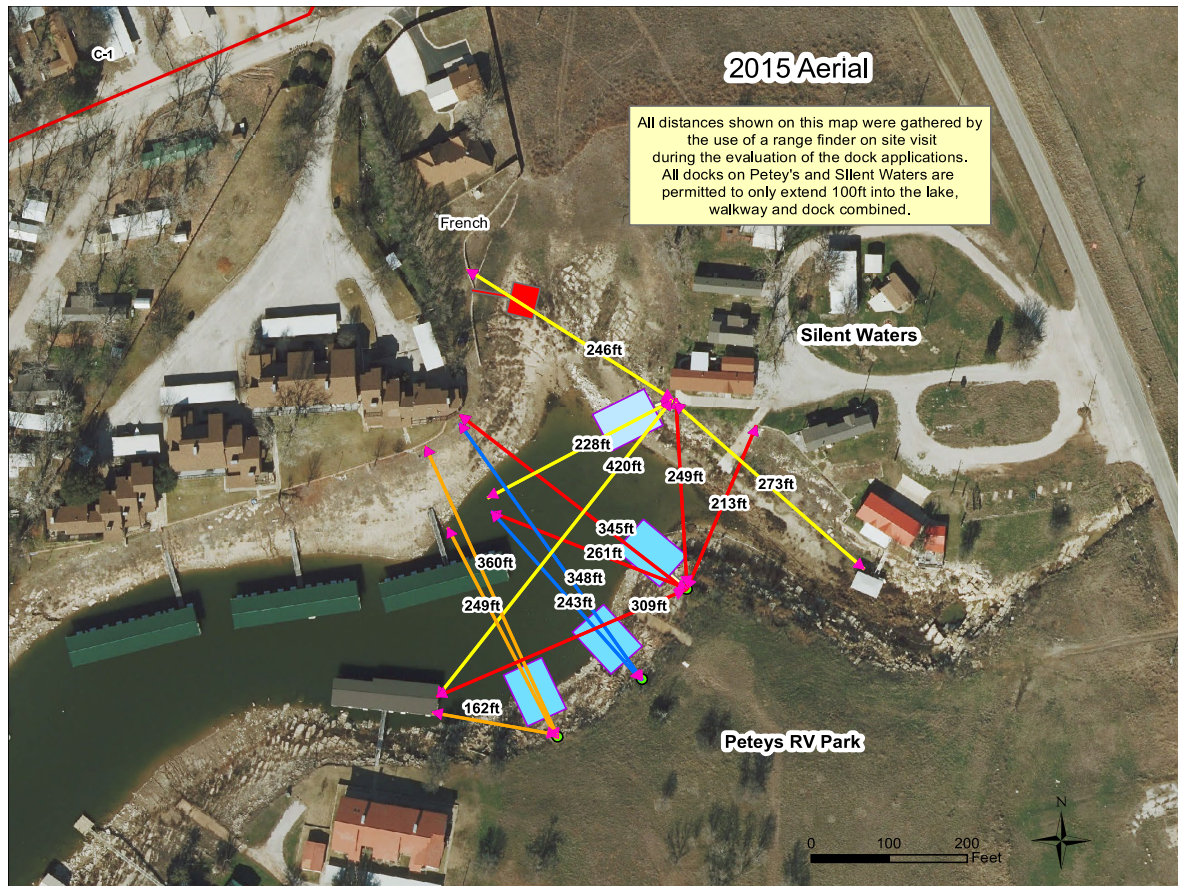 C-1
2015 Aerial
All distances shown on this map were gathered by
the use of a range finder on site visit
during the evaluation of the dock applications.
All docks on Petey's and SIlent Waters are
permitted to only extend 100ft into the lake,
walkway and dock combined.
French
Silent Waters
246ft
228ft
420ft
249ft
213ft
273ft
345ft
261ft
360ft
348ft
249ft
243ft
309ft
162ft
Peteys RV Park
N
0 100 200
Feet